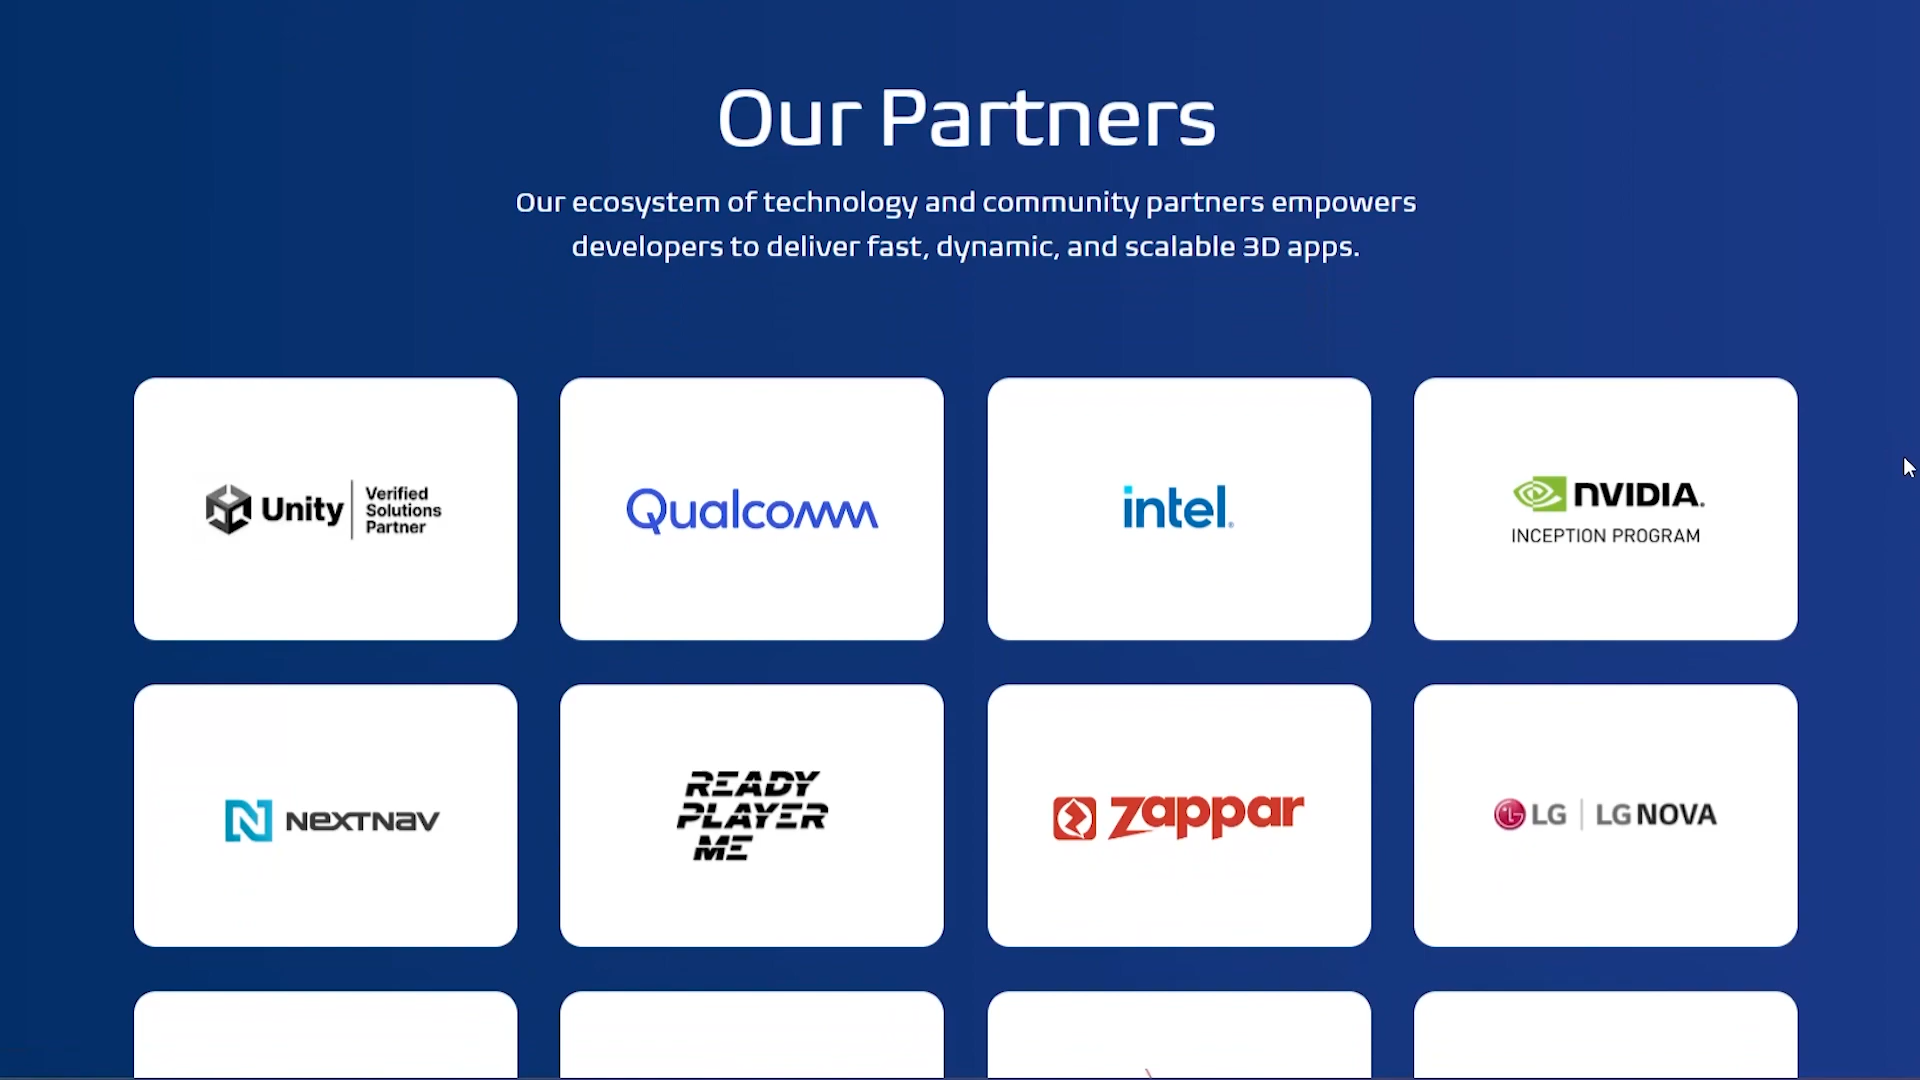 Our Partners
Our ecosystem of technology and community partners empowers
developers to deliver fast, dynamic, and scalable 3D apps.
Unity
Verified
Solutions
Partner
Qualcomm
intel®
NVIDIA.
INCEPTION PROGRAM
NEXTNAV
READY
PLAYER
ME
zappar
LG | LG NOVA